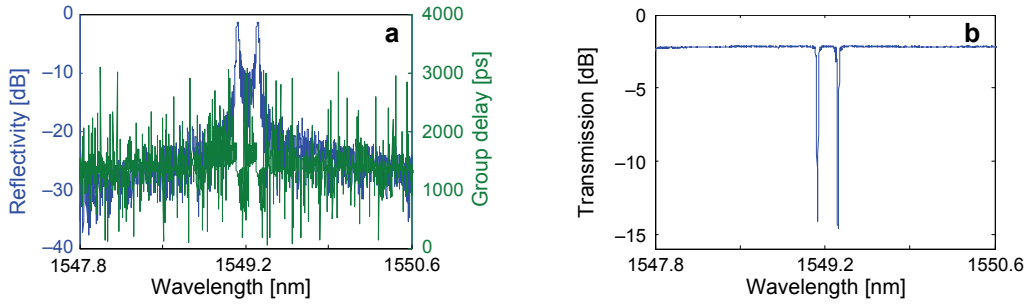 a
0
−10
−20
−30
−40
Reflectivity [dB]
4000
3000
2000
1000
0
Group delay [ps]
1547.8
1549.2
1550.6
Wavelength [nm]
b
0
−5
−10
−15
Transmission [dB]
1547.8
1549.2
1550.6
Wavelength [nm]